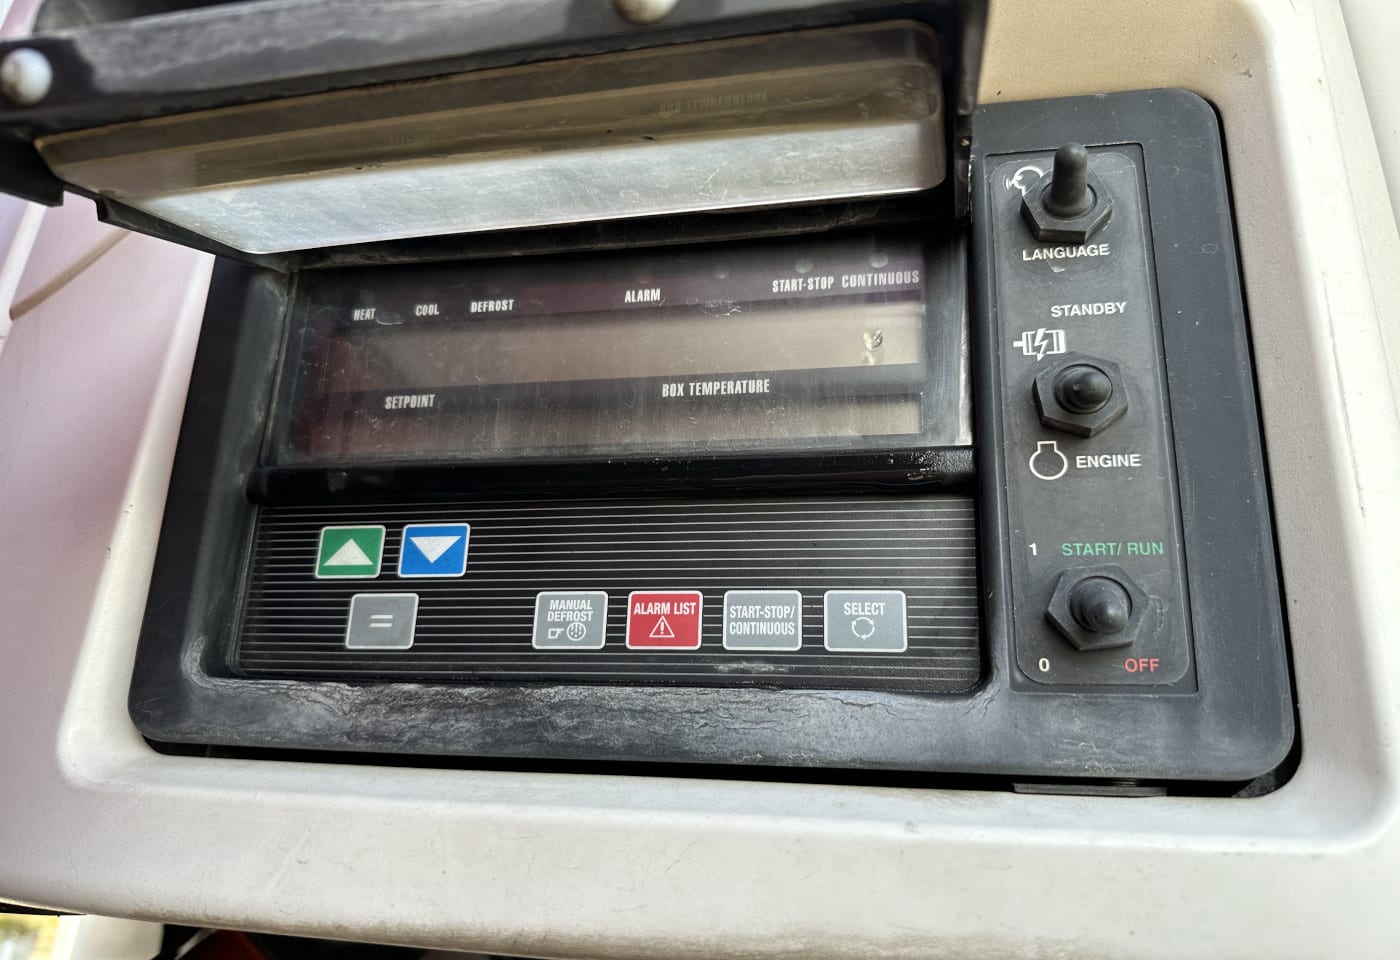 HEAT COOL DEFROST ALARM START-STOP CONTINUOUS
SETPOINT BOX TEMPERATURE
=
MANUAL
DEFROST
ALARM LIST
START-STOP/
CONTINUOUS
SELECT
LANGUAGE
STANDBY
ENGINE
1 START/ RUN
0 OFF